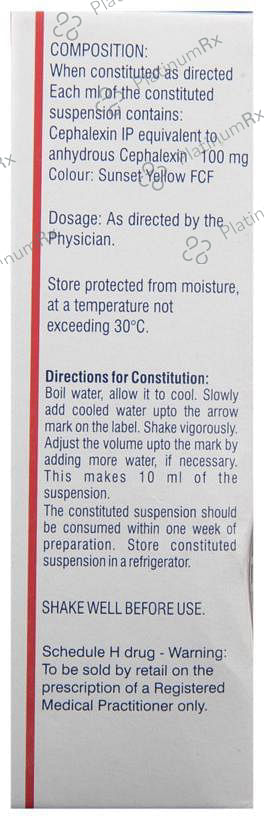 COMPOSITION:
When constituted as directed
Each ml of the constituted
suspension contains:
Cephalexin IP equivalent to
anhydrous Cephalexin 100 mg
Colour: Sunset Yellow FCF
Dosage: As directed by the
Physician.
Store protected from moisture,
at a temperature not
exceeding 30°C.
Directions for Constitution:
Boil water, allow it to cool. Slowly
add cooled water upto the arrow
mark on the label. Shake vigorously.
Adjust the volume upto the mark by
adding more water, if necessary.
This makes 10 ml of the
suspension.
The constituted suspension should
be consumed within one week of
preparation. Store constituted
suspension in a refrigerator.
SHAKE WELL BEFORE USE.
Schedule H drug - Warning:
To be sold by retail on the
prescription of a Registered
Medical Practitioner only.
PlatinumRx
PlatinumRx